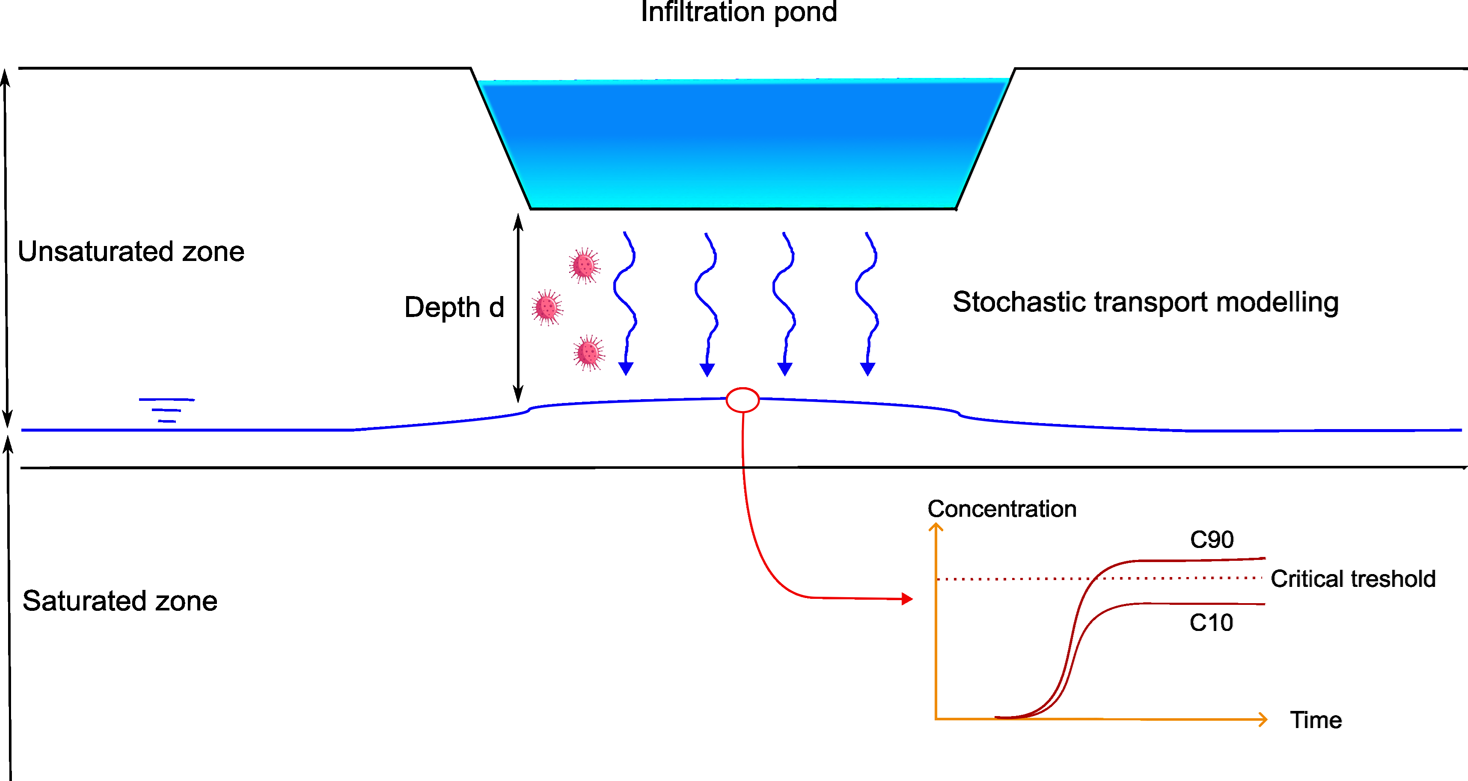 Infiltration pond
Unsaturated zone
Depth d
Stochastic transport modelling
Saturated zone
Concentration
C90
Critical treshold
C10
Time